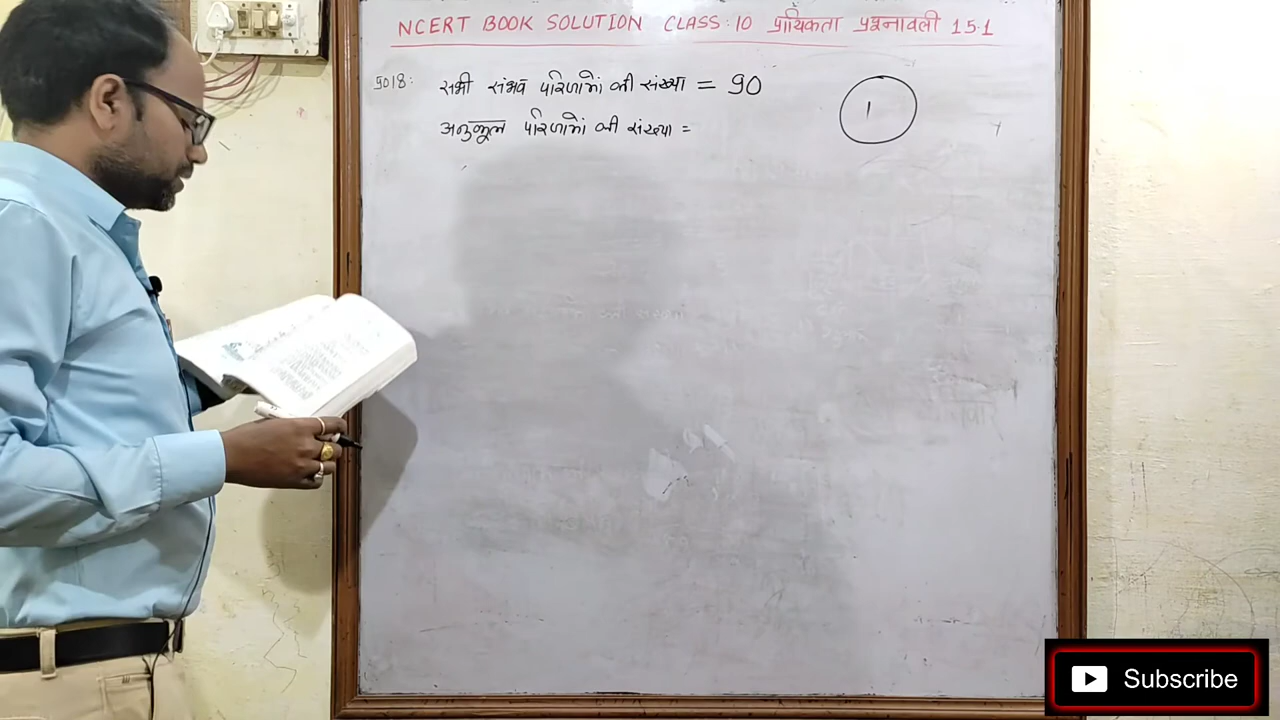 NCERT BOOK SOLUTION CLASS:10 प्रायिकता प्रश्नावली 15.1
प्र018: सभी संभव परिणामों की संख्या = 90
1
अनुकूल परिणामों की संख्या =
Subscribe